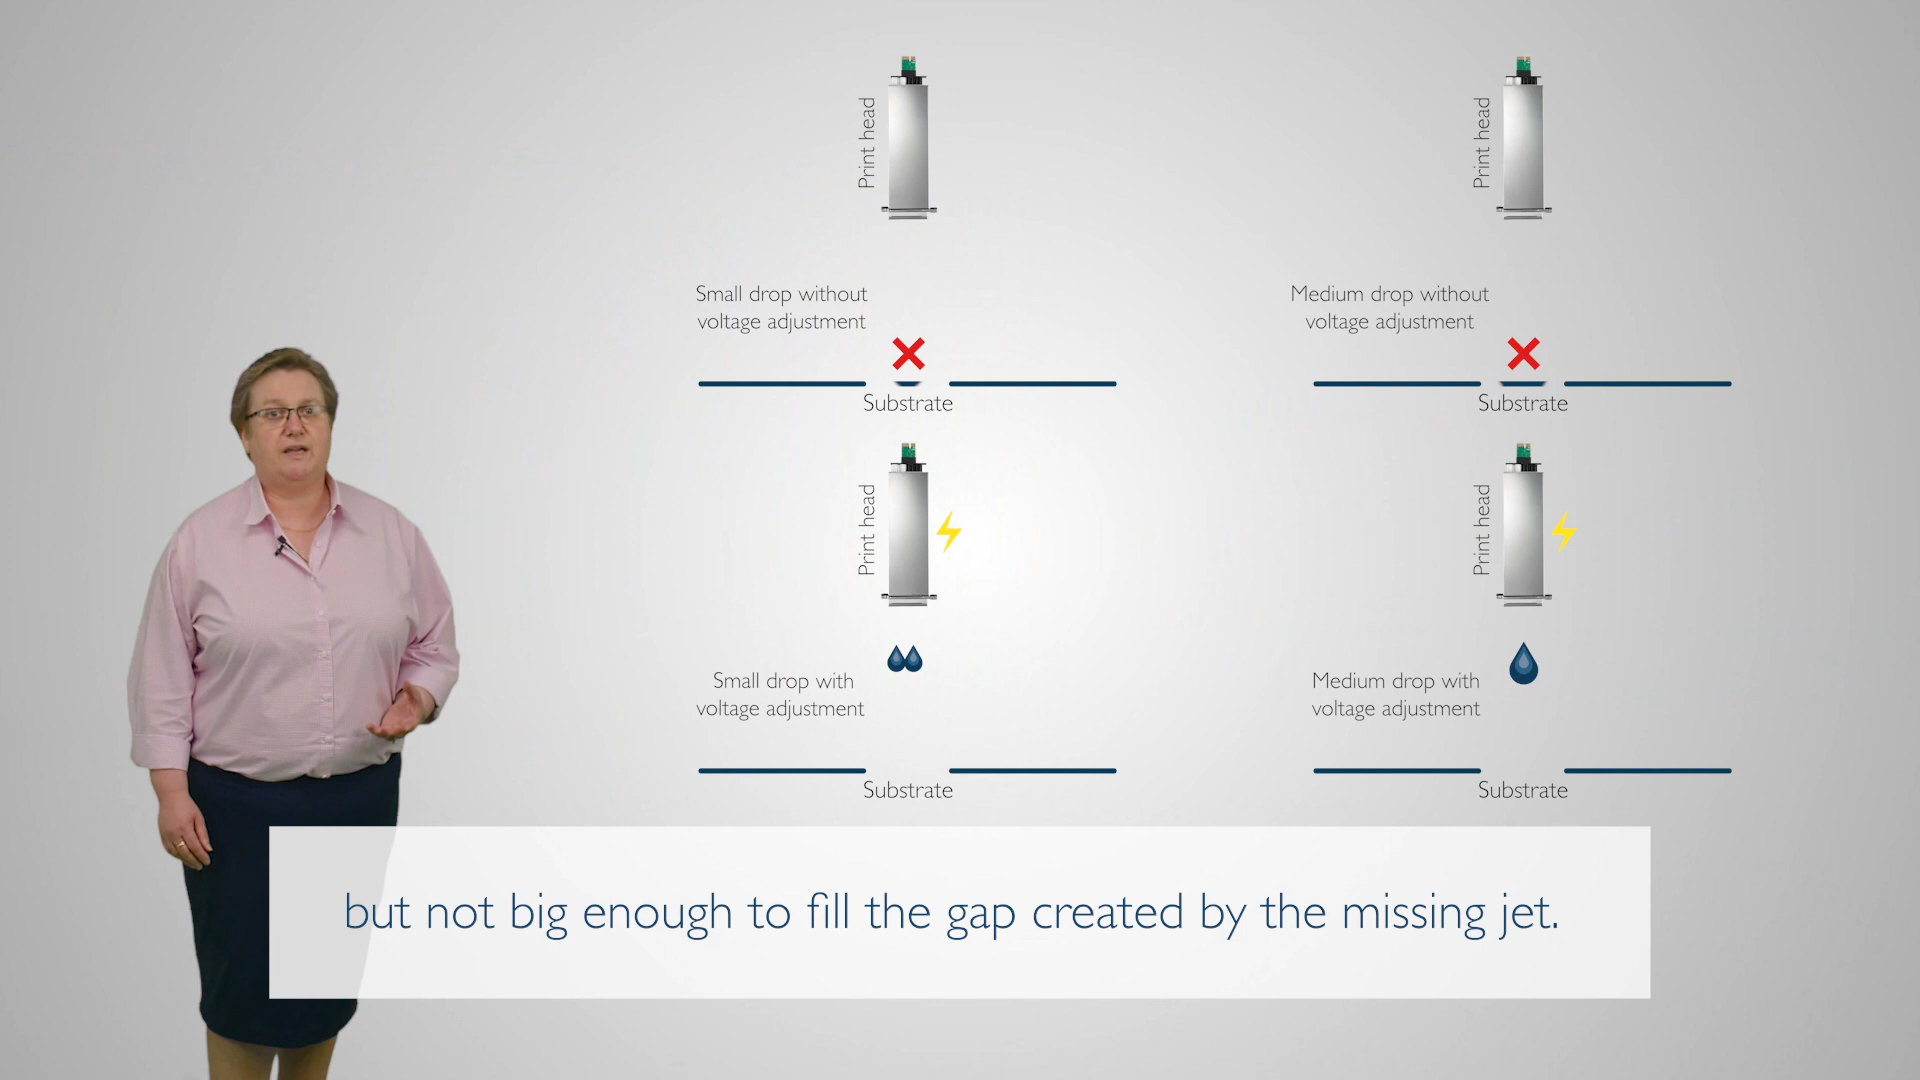 Print head
Small drop without
voltage adjustment
Substrate
Print head
Medium drop without
voltage adjustment
Substrate
Print head
Small drop with
voltage adjustment
Substrate
Print head
Medium drop with
voltage adjustment
Substrate
but not big enough to fill the gap created by the missing jet.